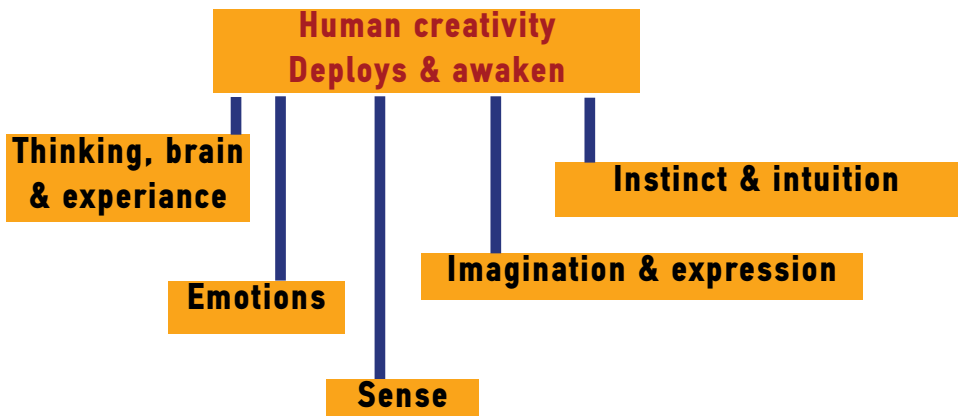 Human creativity
Deploys & awaken
Thinking, brain
& experiance
Instinct & intuition
Imagination & expression
Emotions
Sense